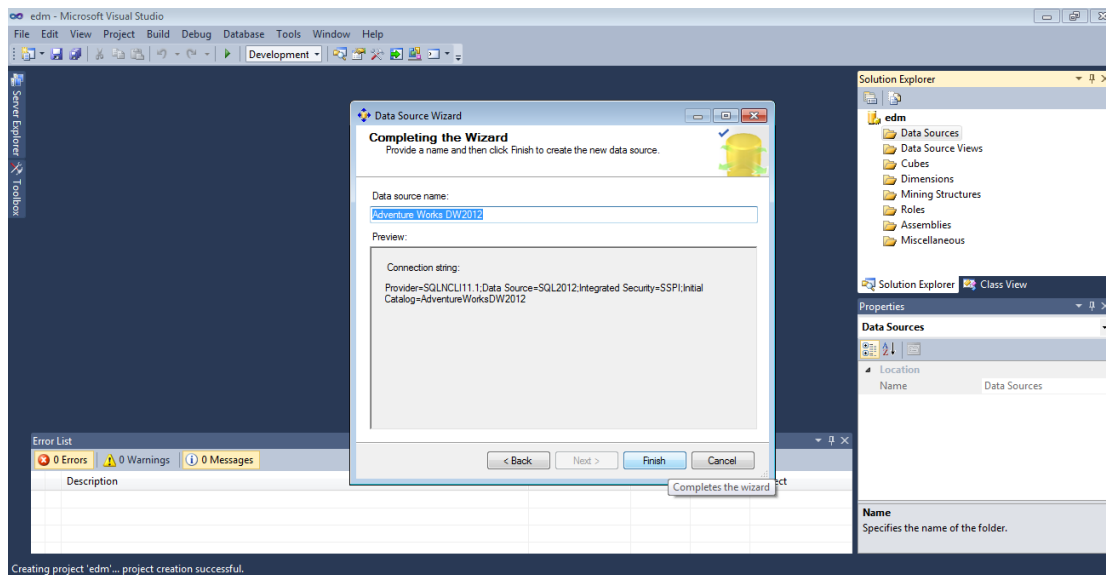 edm - Microsoft Visual Studio
File Edit View Project Build Debug Database Tools Window Help
Development
Server Explorer
Toolbox
Data Source Wizard
Completing the Wizard
Provide a name and then click Finish to create the new data source.
Data source name:
Adventure Works DW2012
Preview:
Connection string:
Provider=SQLNCLI11.1;Data Source=SQL2012;Integrated Security=SSPI;Initial
Catalog=AdventureWorksDW2012
< Back Next > Finish Cancel
Completes the wizard
Solution Explorer
edm
Data Sources
Data Source Views
Cubes
Dimensions
Mining Structures
Roles
Assemblies
Miscellaneous
Solution Explorer Class View
Properties
Data Sources
Location
Name Data Sources
Name
Specifies the name of the folder.
Error List
0 Errors 0 Warnings 0 Messages
Description
Creating project 'edm'... project creation successful.